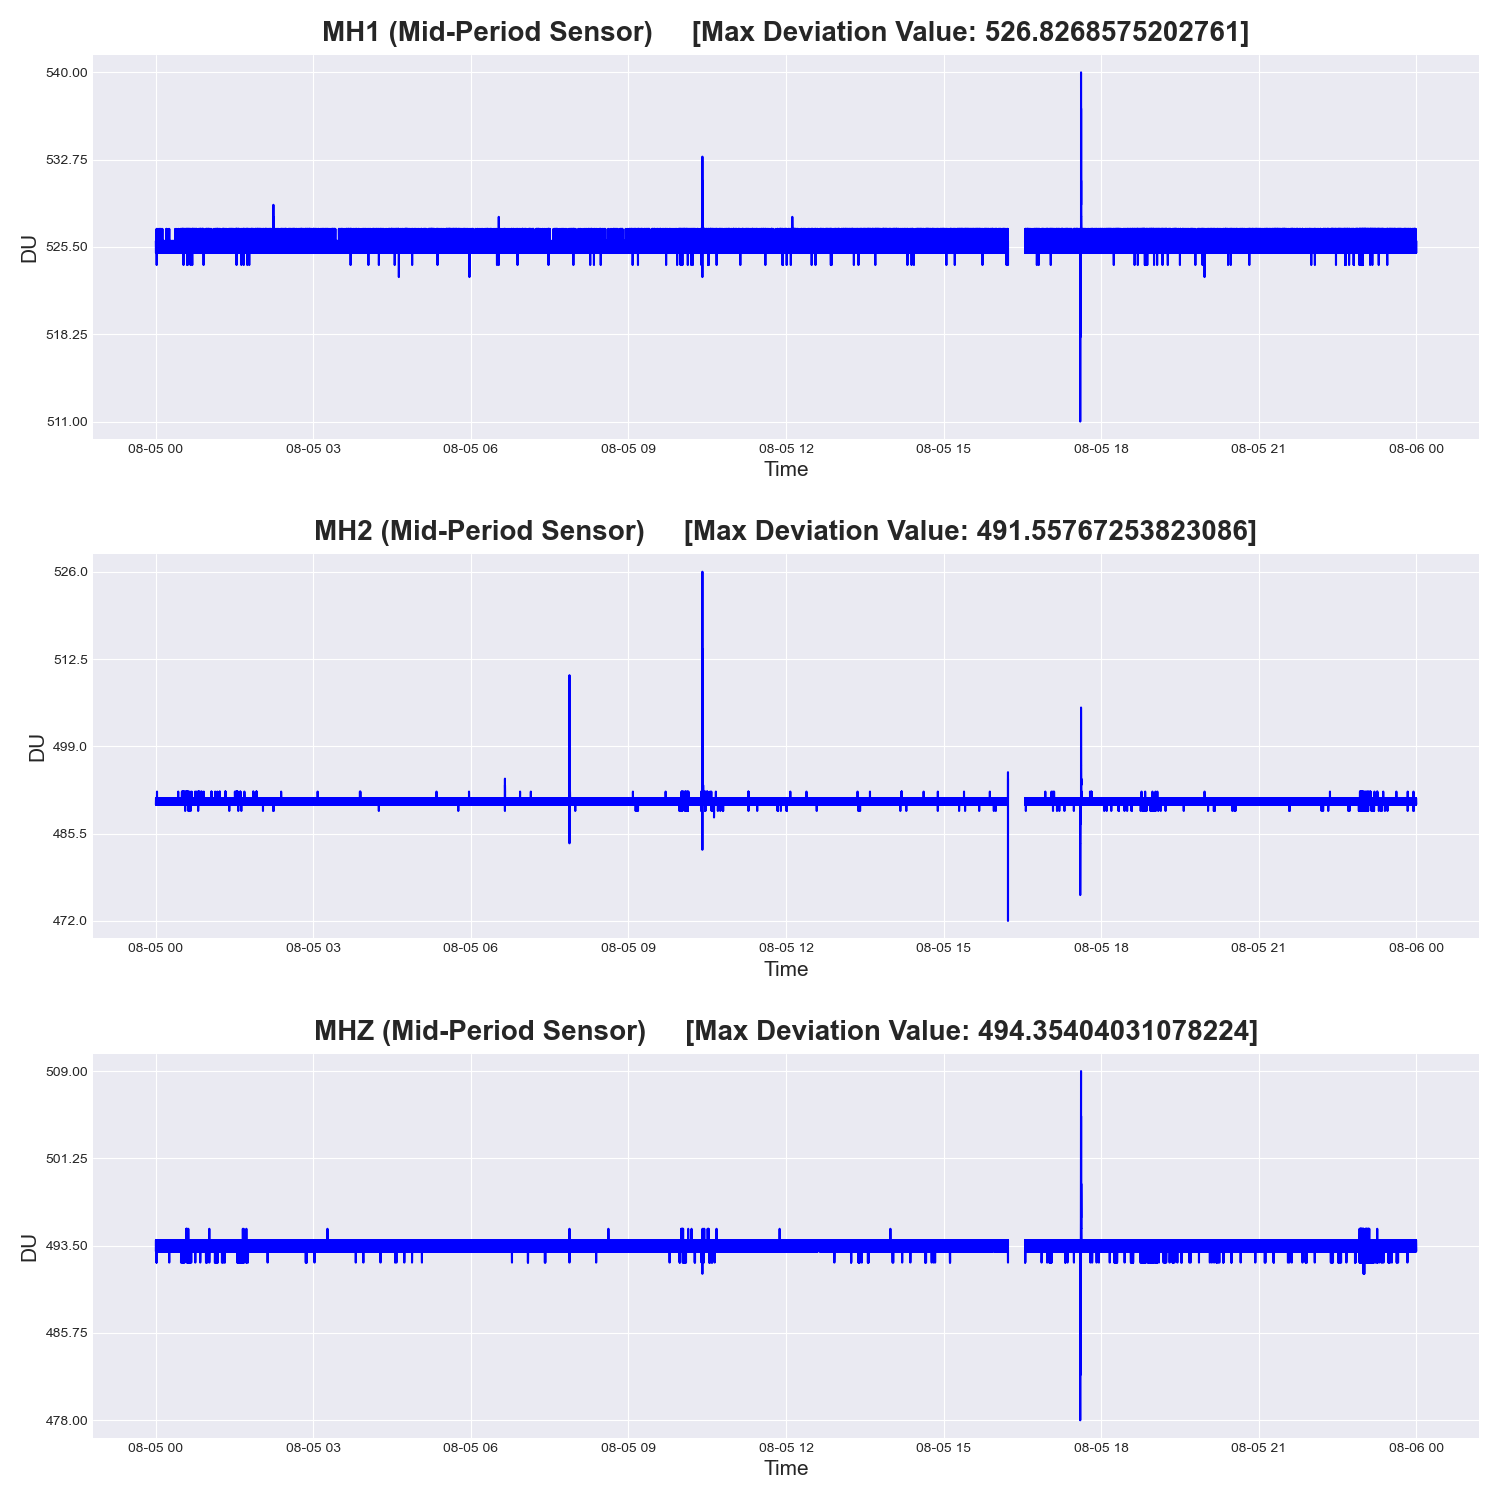 MH1 (Mid-Period Sensor) [Max Deviation Value: 526.8268575202761]
540.00
532.75
525.50
518.25
511.00
DU
08-05 00 08-05 03 08-05 06 08-05 09 08-05 12 08-05 15 08-05 18 08-05 21 08-06 00
Time
MH2 (Mid-Period Sensor) [Max Deviation Value: 491.55767253823086]
526.0
512.5
499.0
485.5
472.0
DU
08-05 00 08-05 03 08-05 06 08-05 09 08-05 12 08-05 15 08-05 18 08-05 21 08-06 00
Time
MHZ (Mid-Period Sensor) [Max Deviation Value: 494.35404031078224]
509.00
501.25
493.50
485.75
478.00
DU
08-05 00 08-05 03 08-05 06 08-05 09 08-05 12 08-05 15 08-05 18 08-05 21 08-06 00
Time